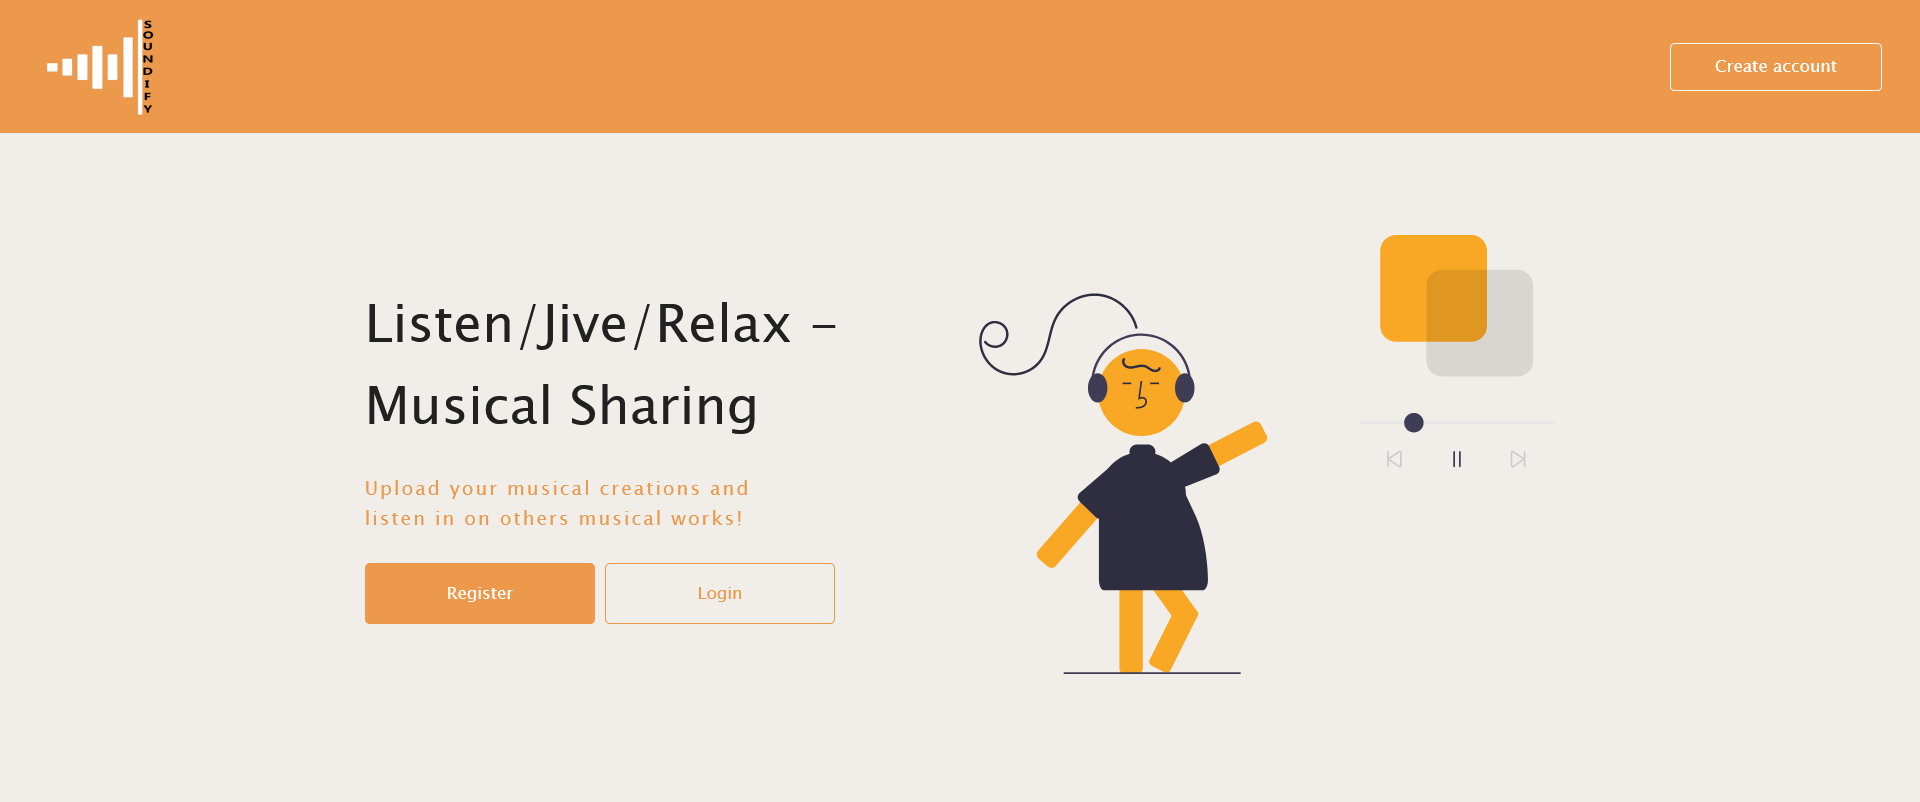 SOUNDIFY
Create account
Listen/Jive/Relax –
Musical Sharing
Upload your musical creations and
listen in on others musical works!
Register
Login